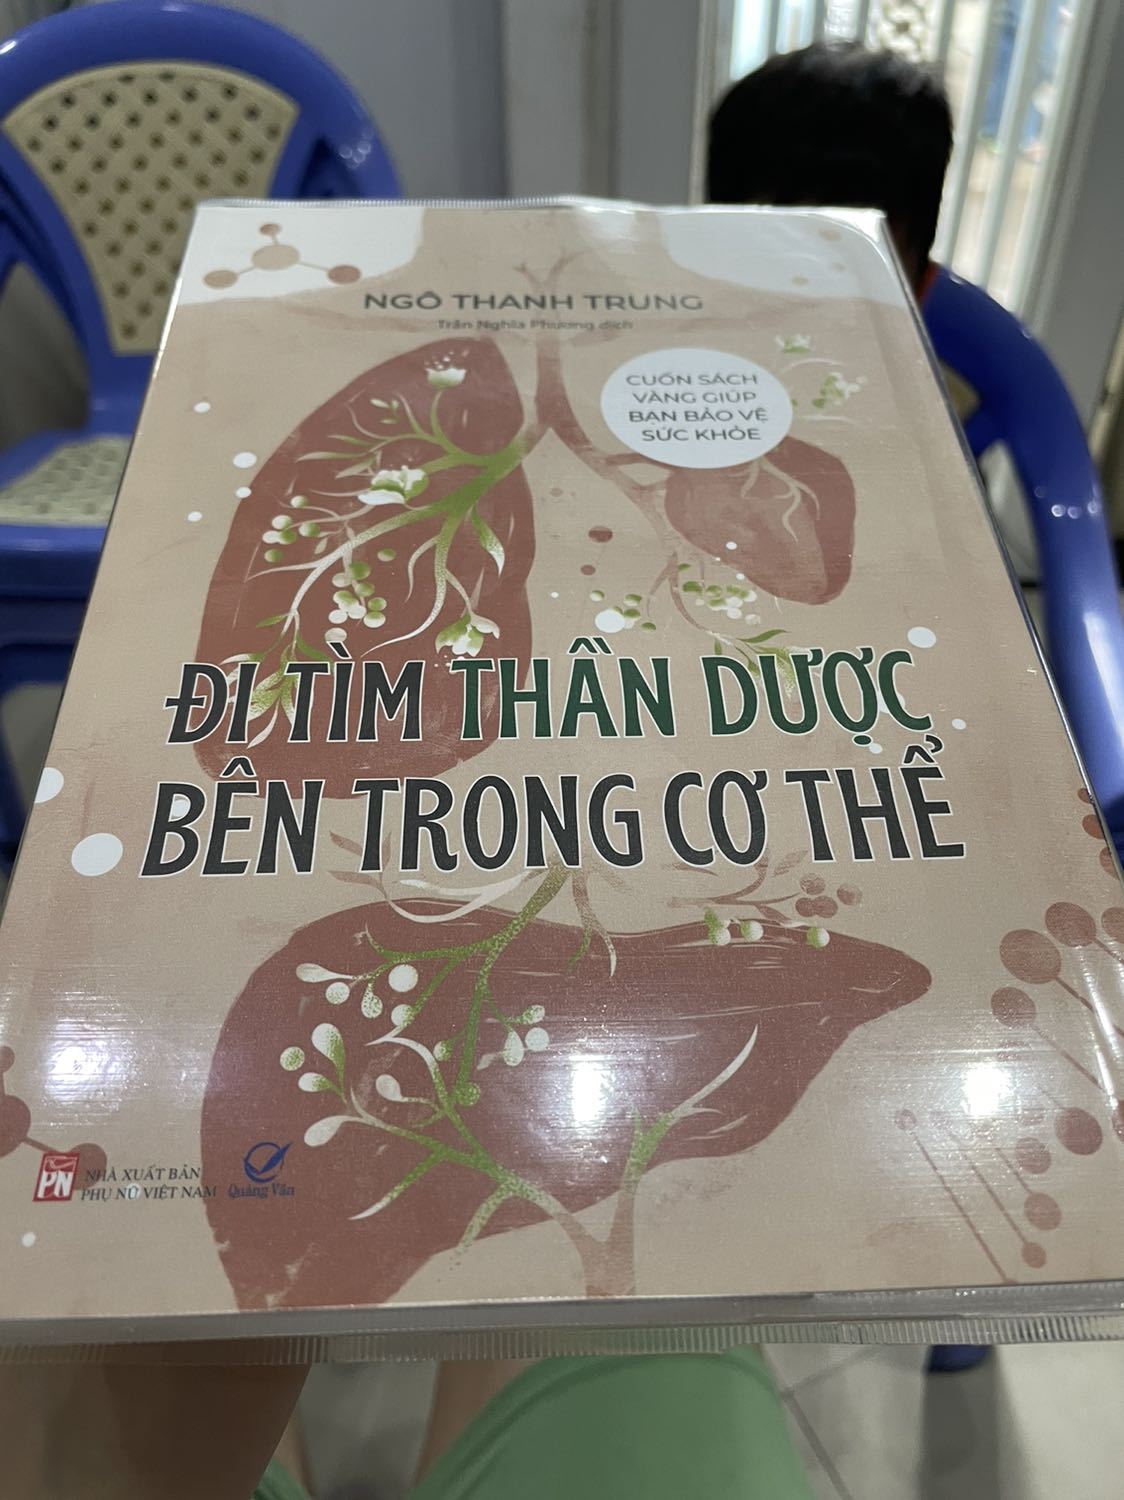 NGÔ THANH TRUNG
Trần Nghĩa Phương dịch
CUỐN SÁCH
VÀNG GIÚP
BẠN BẢO VỆ
SỨC KHỎE
ĐI TÌM THẦN DƯỢC
BÊN TRONG CƠ THỂ
PN
NHÀ XUẤT BẢN
PHỤ NỮ VIỆT NAM
Quảng Văn